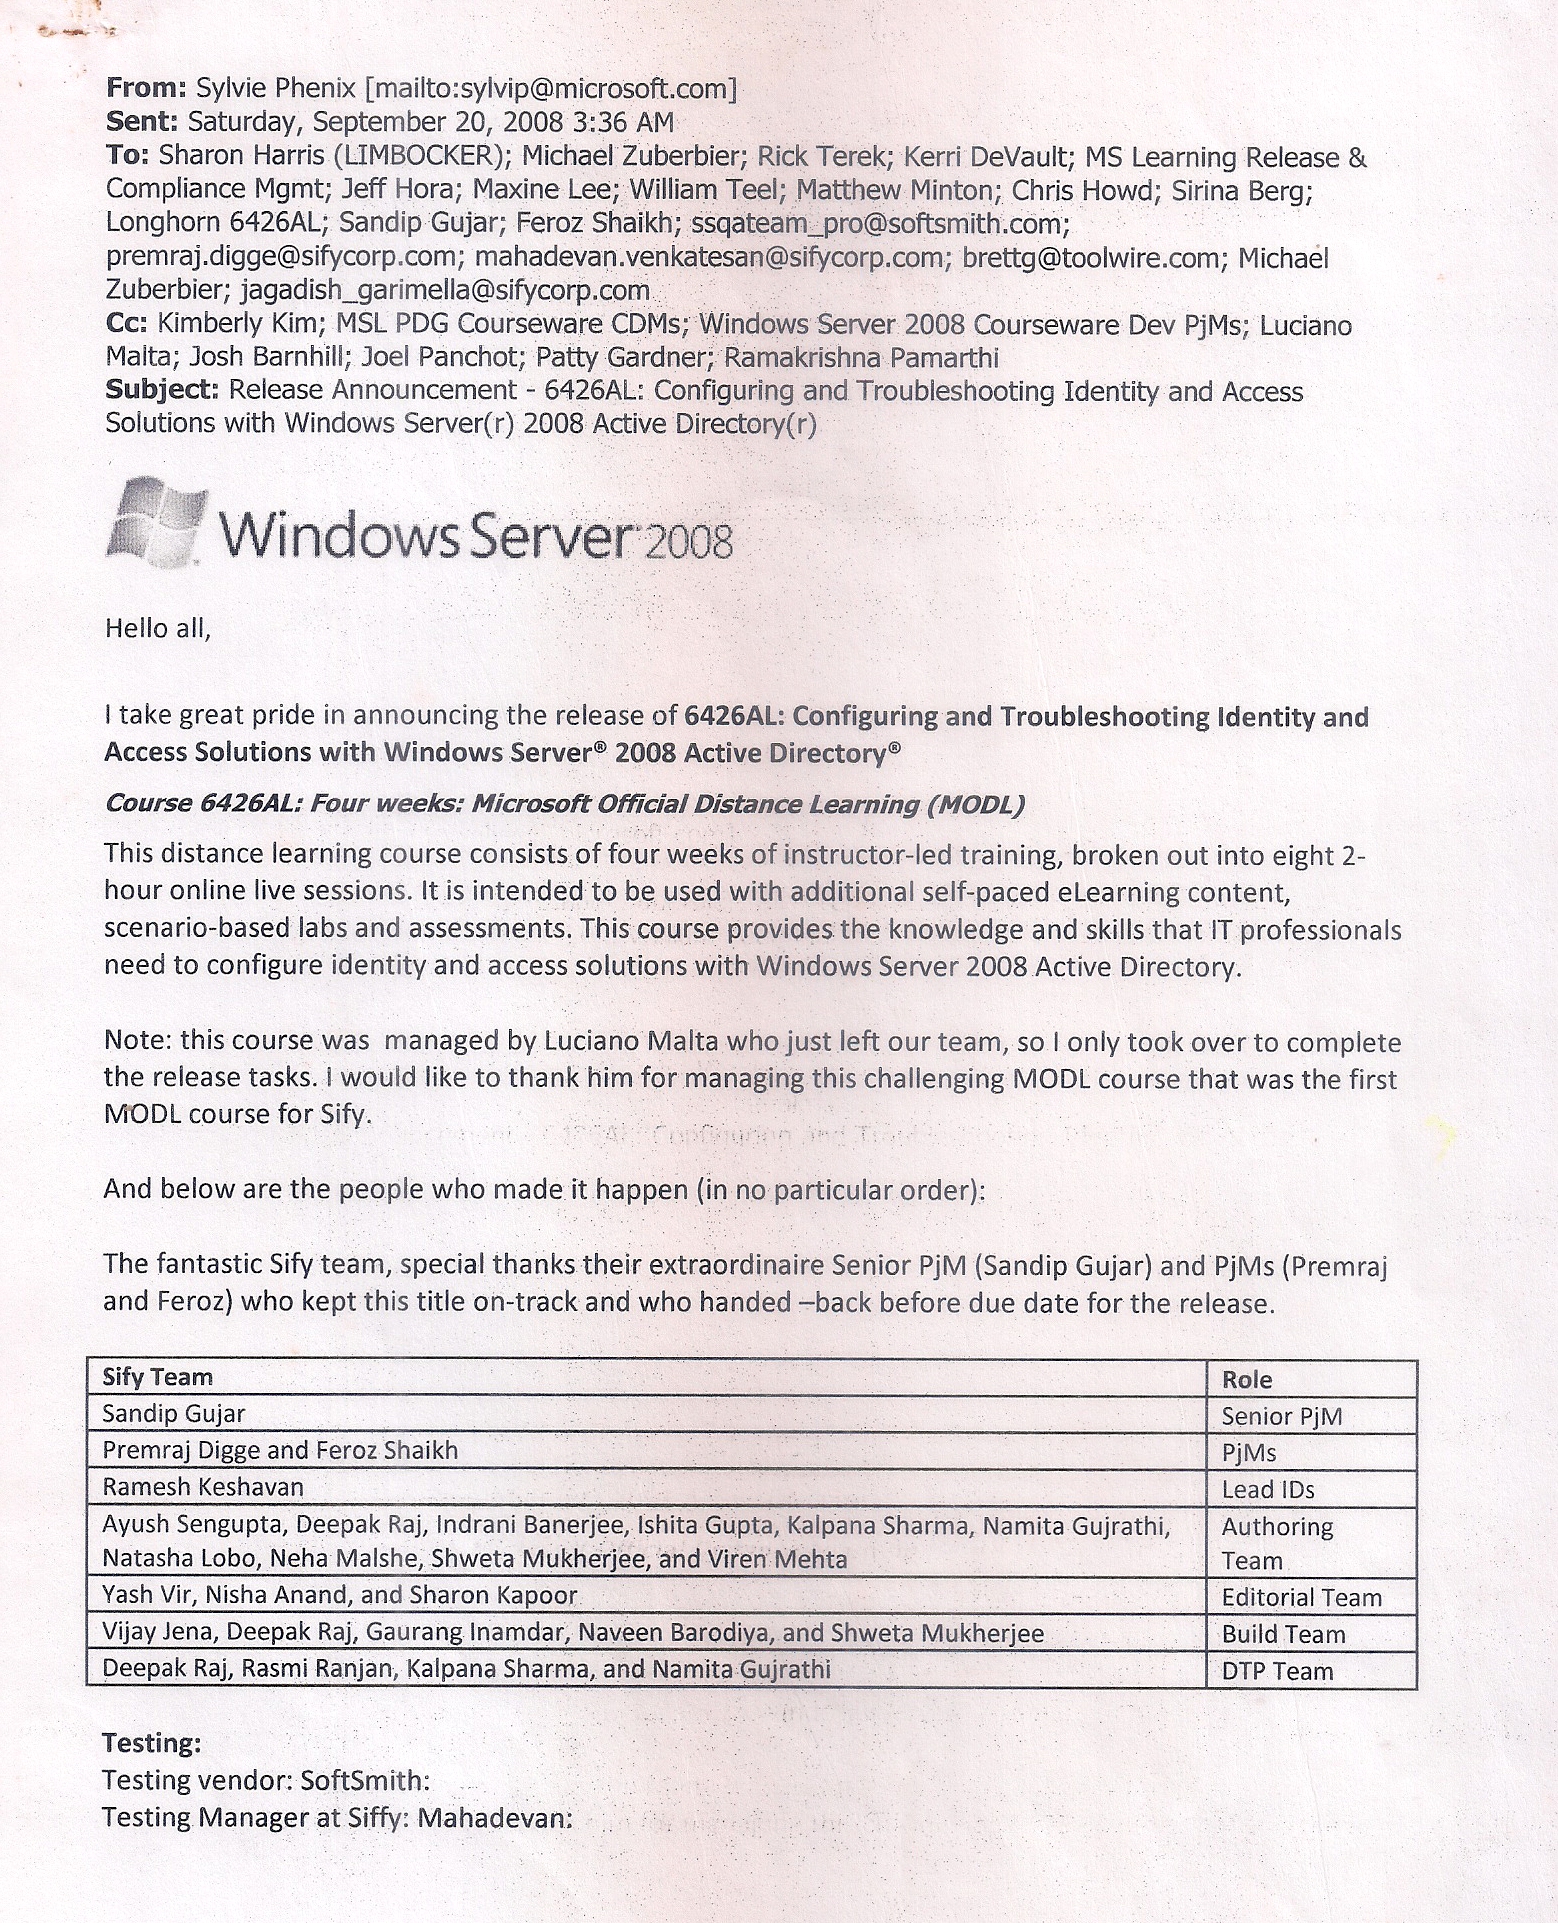 From: Sylvie Phenix [mailto:sylvip@microsoft.com]
Sent: Saturday, September 20, 2008 3:36 AM
To: Sharon Harris (LIMBOCKER); Michael Zuberbier; Rick Terek; Kerri DeVault; MS Learning Release &
Compliance Mgmt; Jeff Hora; Maxine Lee; William Teel; Matthew Minton; Chris Howd; Sirina Berg;
Longhorn 6426AL; Sandip Gujar; Feroz Shaikh; ssqateam_pro@softsmith.com;
premraj.digge@sifycorp.com; mahadevan.venkatesan@sifycorp.com; brettg@toolwire.com; Michael
Zuberbier; jagadish_garimella@sifycorp.com
Cc: Kimberly Kim; MSL PDG Courseware CDMs; Windows Server 2008 Courseware Dev PjMs; Luciano
Malta; Josh Barnhill; Joel Panchot; Patty Gardner; Ramakrishna Pamarthi
Subject: Release Announcement - 6426AL: Configuring and Troubleshooting Identity and Access
Solutions with Windows Server(r) 2008 Active Directory(r)
Windows Server 2008
Hello all,
I take great pride in announcing the release of 6426AL: Configuring and Troubleshooting Identity and
Access Solutions with Windows Server® 2008 Active Directory®
Course 6426AL: Four weeks: Microsoft Official Distance Learning (MODL)
This distance learning course consists of four weeks of instructor-led training, broken out into eight 2-
hour online live sessions. It is intended to be used with additional self-paced eLearning content,
scenario-based labs and assessments. This course provides the knowledge and skills that IT professionals
need to configure identity and access solutions with Windows Server 2008 Active Directory.
Note: this course was  managed by Luciano Malta who just left our team, so I only took over to complete
the release tasks. I would like to thank him for managing this challenging MODL course that was the first
MODL course for Sify.
And below are the people who made it happen (in no particular order):
The fantastic Sify team, special thanks their extraordinaire Senior PjM (Sandip Gujar) and PjMs (Premraj
and Feroz) who kept this title on-track and who handed –back before due date for the release.
Sify Team Role
Sandip Gujar Senior PjM
Premraj Digge and Feroz Shaikh PjMs
Ramesh Keshavan Lead IDs
Ayush Sengupta, Deepak Raj, Indrani Banerjee, Ishita Gupta, Kalpana Sharma, Namita Gujrathi, Authoring
Natasha Lobo, Neha Malshe, Shweta Mukherjee, and Viren Mehta Team
Yash Vir, Nisha Anand, and Sharon Kapoor Editorial Team
Vijay Jena, Deepak Raj, Gaurang Inamdar, Naveen Barodiya, and Shweta Mukherjee Build Team
Deepak Raj, Rasmi Ranjan, Kalpana Sharma, and Namita Gujrathi DTP Team
Testing:
Testing vendor: SoftSmith:
Testing Manager at Siffy: Mahadevan: